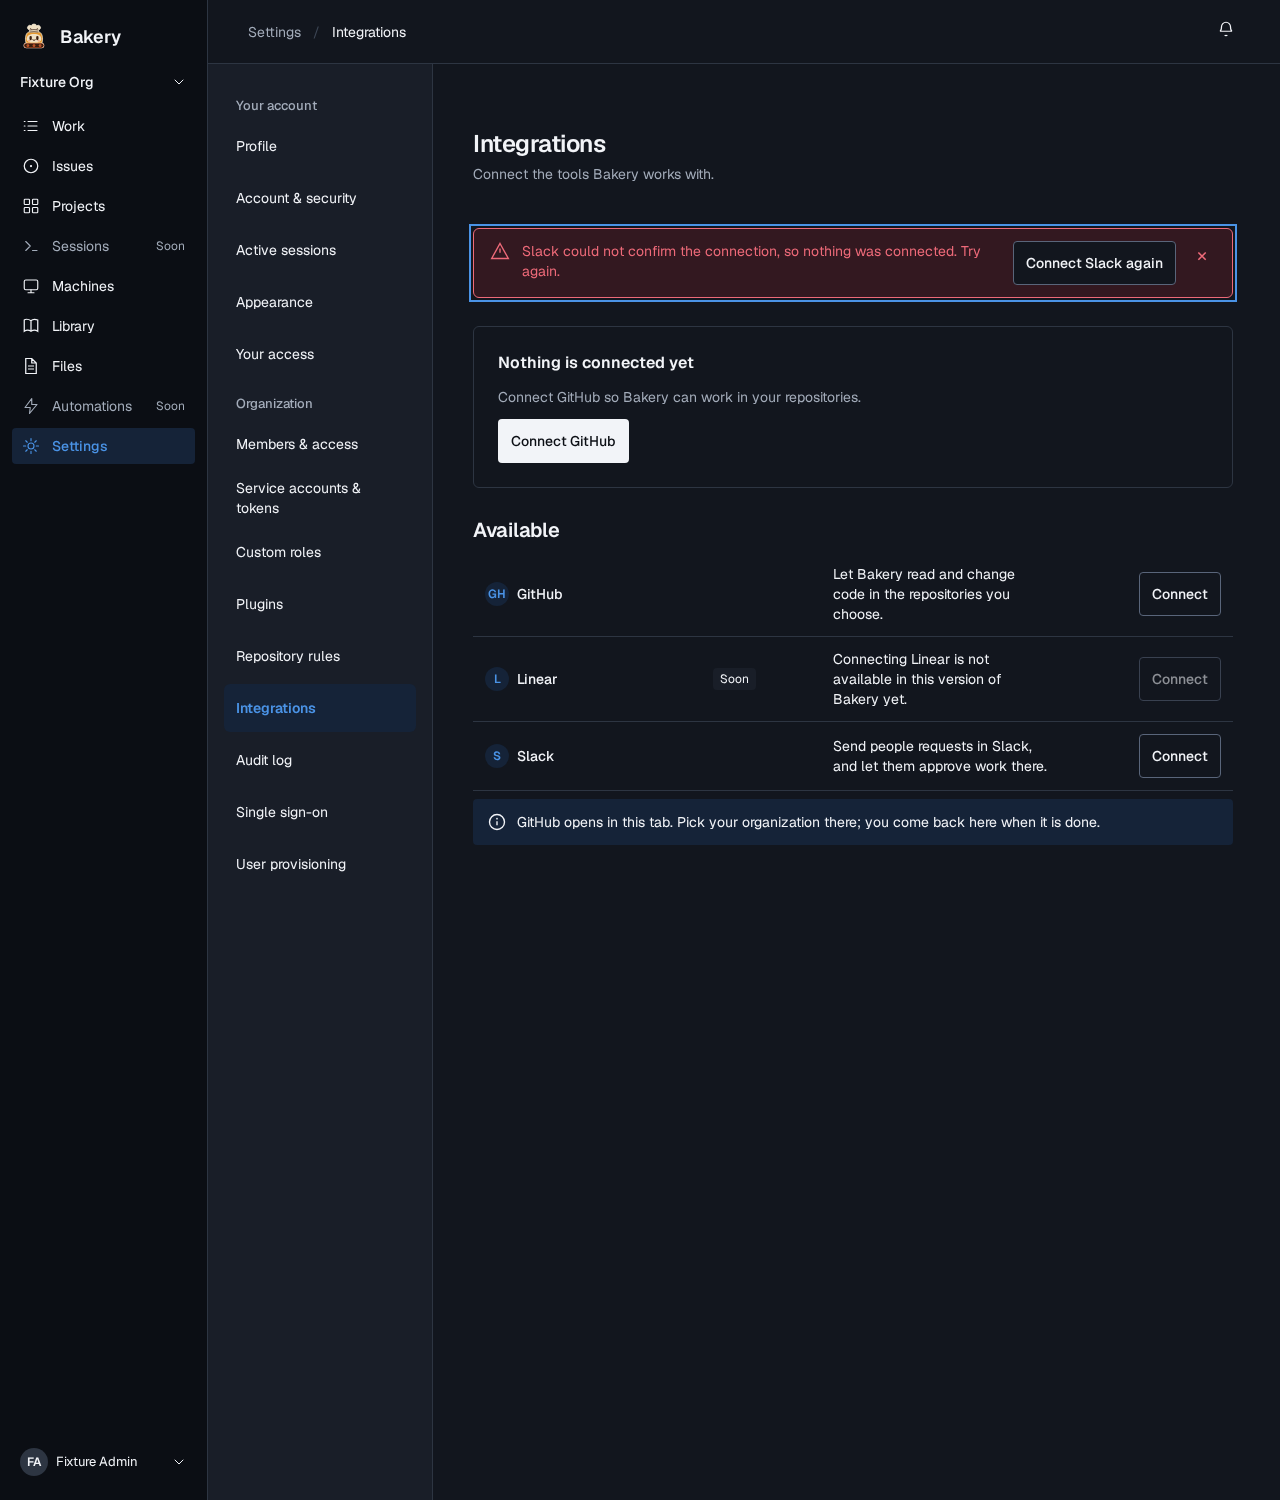 Bakery
Fixture Org
Work
Issues
Projects
Sessions Soon
Machines
Library
Files
Automations Soon
Settings
FA Fixture Admin
Settings / Integrations
Your account
Profile
Account & security
Active sessions
Appearance
Your access
Organization
Members & access
Service accounts &
tokens
Custom roles
Plugins
Repository rules
Integrations
Audit log
Single sign-on
User provisioning
Integrations
Connect the tools Bakery works with.
Slack could not confirm the connection, so nothing was connected. Try
again.
Connect Slack again
Nothing is connected yet
Connect GitHub so Bakery can work in your repositories.
Connect GitHub
Available
GH GitHub
Let Bakery read and change
code in the repositories you
choose.
Connect
L Linear
Soon
Connecting Linear is not
available in this version of
Bakery yet.
Connect
S Slack
Send people requests in Slack,
and let them approve work there.
Connect
GitHub opens in this tab. Pick your organization there; you come back here when it is done.